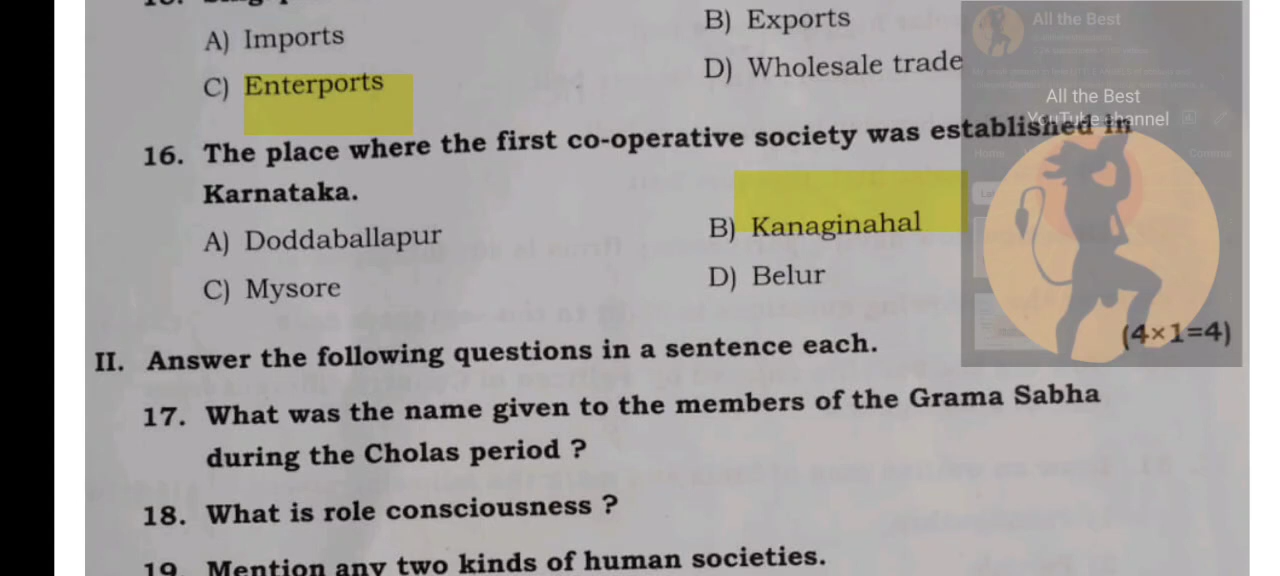 B) Exports
A) Imports
D) Wholesale trade
C) Enterports
16. The place where the first co-operative society was established in
Karnataka.
A) Doddaballapur
B) Kanaginahal
C) Mysore
D) Belur
(4×1=4)
II. Answer the following questions in a sentence each.
17. What was the name given to the members of the Grama Sabha
during the Cholas period ?
18. What is role consciousness ?
19. Mention any two kinds of human societies.
All the Best
All the Best
YouTube channel
Home